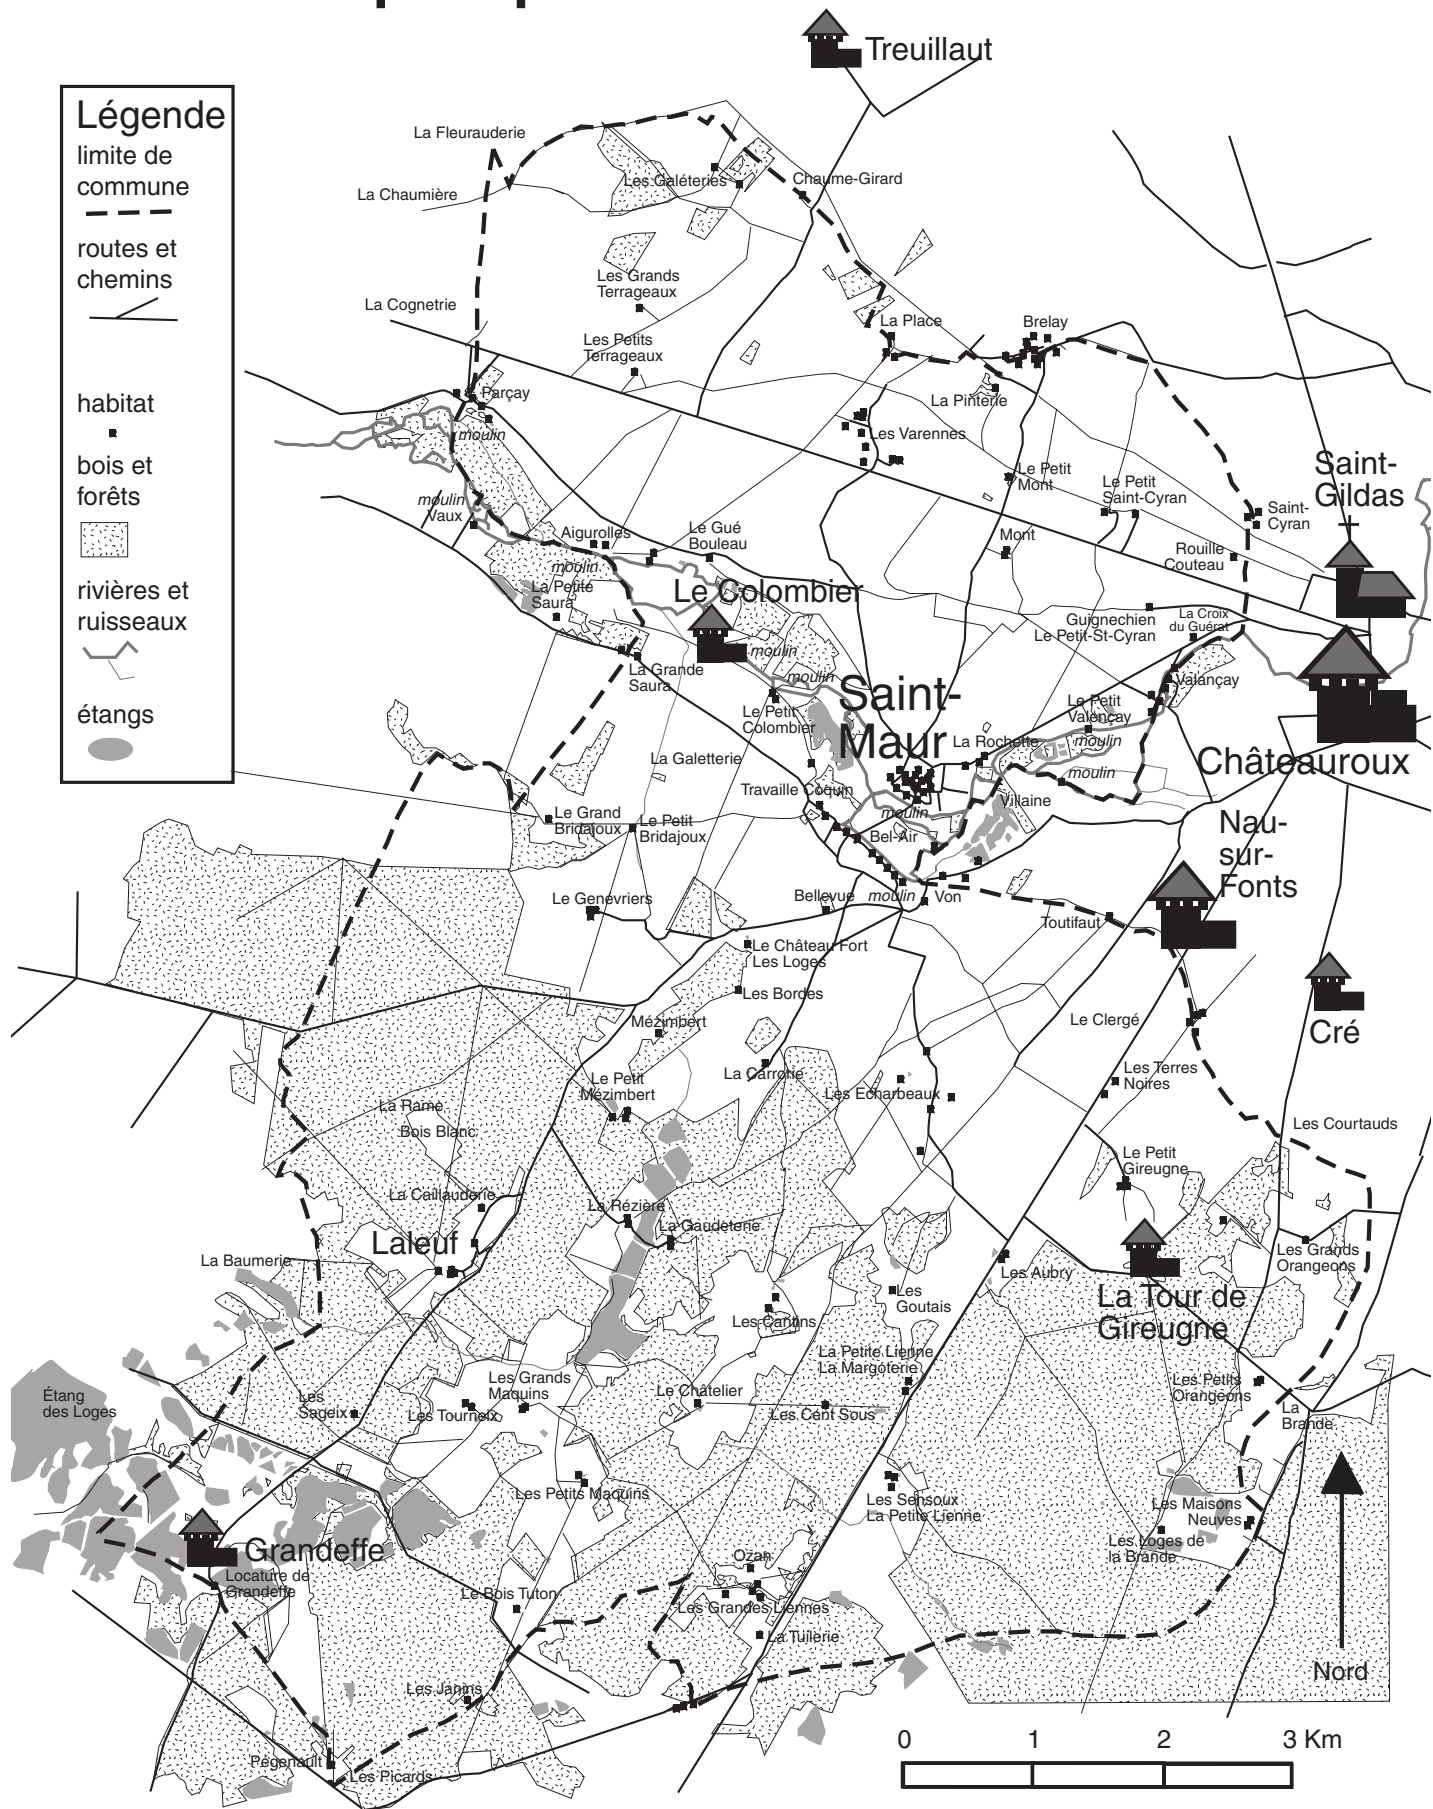 Treuillaut
Légende
limite de
commune
routes et
chemins
habitat
bois et
forêts
rivières et
ruisseaux
étangs
La Fleurauderie
La Chaumière
Les Galéteries
Chaume-Girard
La Cognetrie
Les Grands
Terrageaux
Les Petits
Terrageaux
La Place
Brelay
Parçay
moulin
La Pinterie
Les Varennes
Le Petit
Mont
Le Petit
Saint-Cyran
Saint-
Gildas
Saint-
Cyran
moulin
Vaux
Aigurolles
Le Gué
Bouleau
Mont
Rouille
Couteau
moulin
La Petite
Saura
Le Colombier
Guignechien
Le Petit-St-Cyran
La Croix
du Guérat
moulin
La Grande
Saura
moulin
Valançay
Saint-
Maur
Le Petit
Colombier
Le Petit
Valençay
La Rochette
moulin
La Galetterie
Châteauroux
moulin
Travaille Coquin
Villaine
moulin
Le Grand
Bridajoux
Le Petit
Bridajoux
Bel-Air
Nau-
sur-
Fonts
Le Genévriers
Bellevue
moulin
Von
Toutifaut
Le Château Fort
Les Loges
Les Bordes
Mézimbert
Le Clergé
Cré
Le Petit
Mézimbert
La Carrotie
Les Echarbeaux
Les Terres
Noires
La Rame
Bois Blanc
Les Courtauds
Le Petit
Gireugne
La Caillauderie
La Rézière
La Gaudeterie
Laleuf
La Baumerie
Les Grands
Orangeons
Les Aubry
Les
Goutais
La Tour de
Gireugne
Les Cantins
La Petite Lienne
La Margoterie
Étang
des Loges
Les
Sageix
Les Grands
Maquins
Les Tourneix
Le Châtelier
Les Cent Sous
Les Petits
Orangeons
La
Brande
Les Petits Maquins
Les Sensoux
La Petite Lienne
Les Maisons
Neuves
Les Loges de
la Brande
Grandeffe
Locature de
Grandeffe
Ozan
Le Bois Tuton
Les Grandes Liennes
La Tuilerie
Les Janins
Nord
Pégenault
Les Picards
0 1 2 3 Km